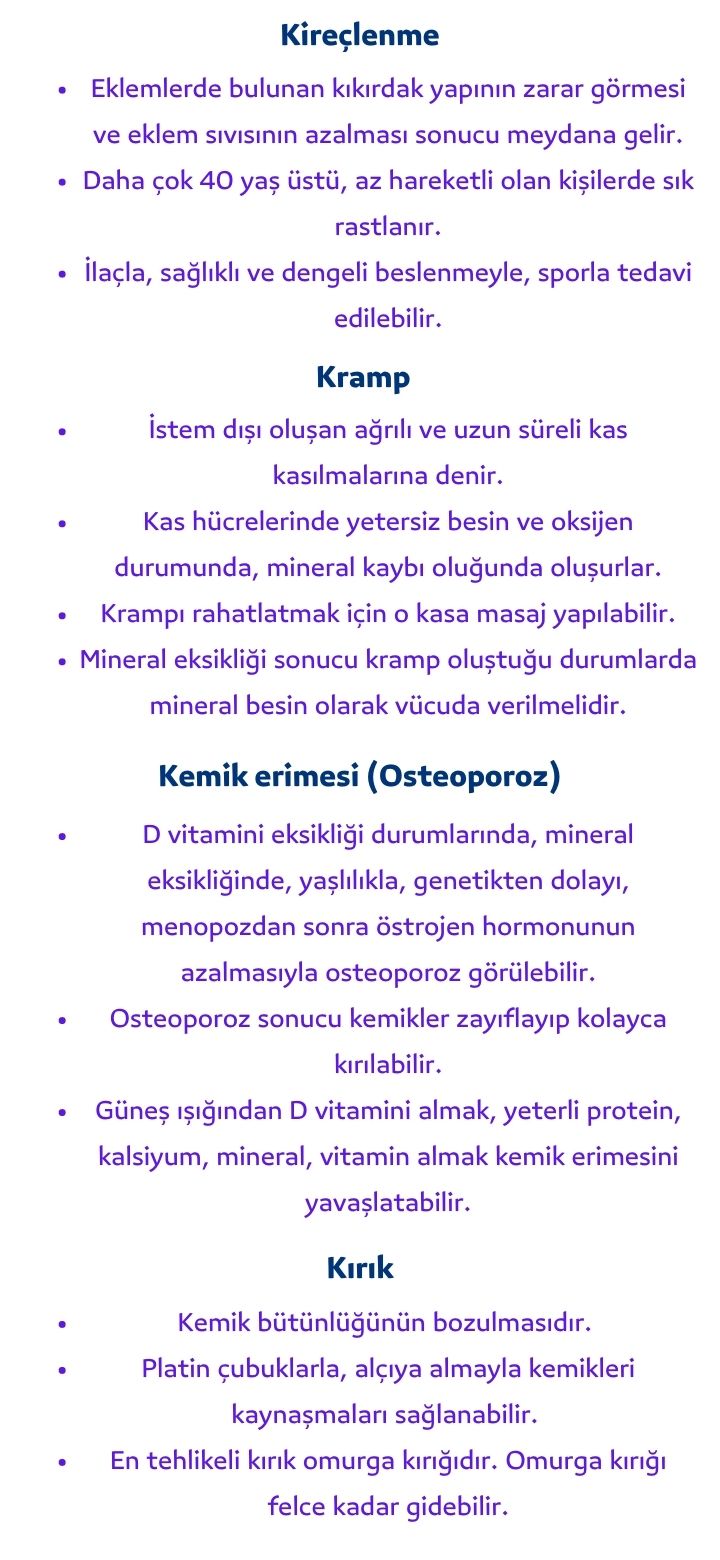 Kireçlenme
• Eklemlerde bulunan kıkırdak yapının zarar görmesi
ve eklem sıvısının azalması sonucu meydana gelir.
• Daha çok 40 yaş üstü, az hareketli olan kişilerde sık
rastlanır.
• İlaçla, sağlıklı ve dengeli beslenmeyle, sporla tedavi
edilebilir.
Kramp
• İstem dışı oluşan ağrılı ve uzun süreli kas
kasılmalarına denir.
• Kas hücrelerinde yetersiz besin ve oksijen
durumunda, mineral kaybı oluğunda oluşurlar.
• Krampı rahatlatmak için o kasa masaj yapılabilir.
• Mineral eksikliği sonucu kramp oluştuğu durumlarda
mineral besin olarak vücuda verilmelidir.
Kemik erimesi (Osteoporoz)
• D vitamini eksikliği durumlarında, mineral
eksikliğinde, yaşlılıkla, genetikten dolayı,
menopozdan sonra östrojen hormonunun
azalmasıyla osteoporoz görülebilir.
• Osteoporoz sonucu kemikler zayıflayıp kolayca
kırılabilir.
• Güneş ışığından D vitamini almak, yeterli protein,
kalsiyum, mineral, vitamin almak kemik erimesini
yavaşlatabilir.
Kırık
• Kemik bütünlüğünün bozulmasıdır.
• Platin çubuklarla, alçıya almayla kemikleri
kaynaşmaları sağlanabilir.
• En tehlikeli kırık omurga kırığıdır. Omurga kırığı
felce kadar gidebilir.